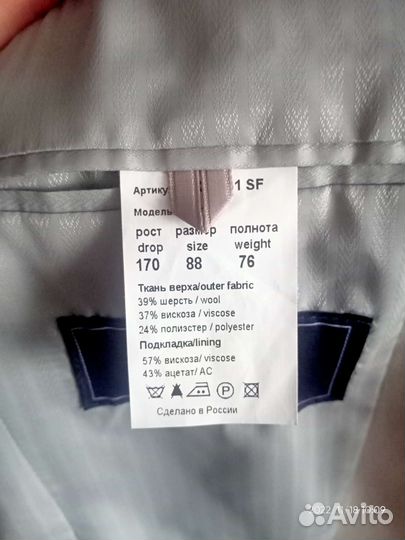 Артику 1 SF
Модель
рост размер полнота
drop size weight
170 88 76
Ткань верха/outer fabric
39% шерсть / wool
37% вискоза / viscose
24% полиэстер / polyester
Подкладка/lining
57% вискоза/ viscose
43% ацетат/ AC
P
Сделано в России
Avito